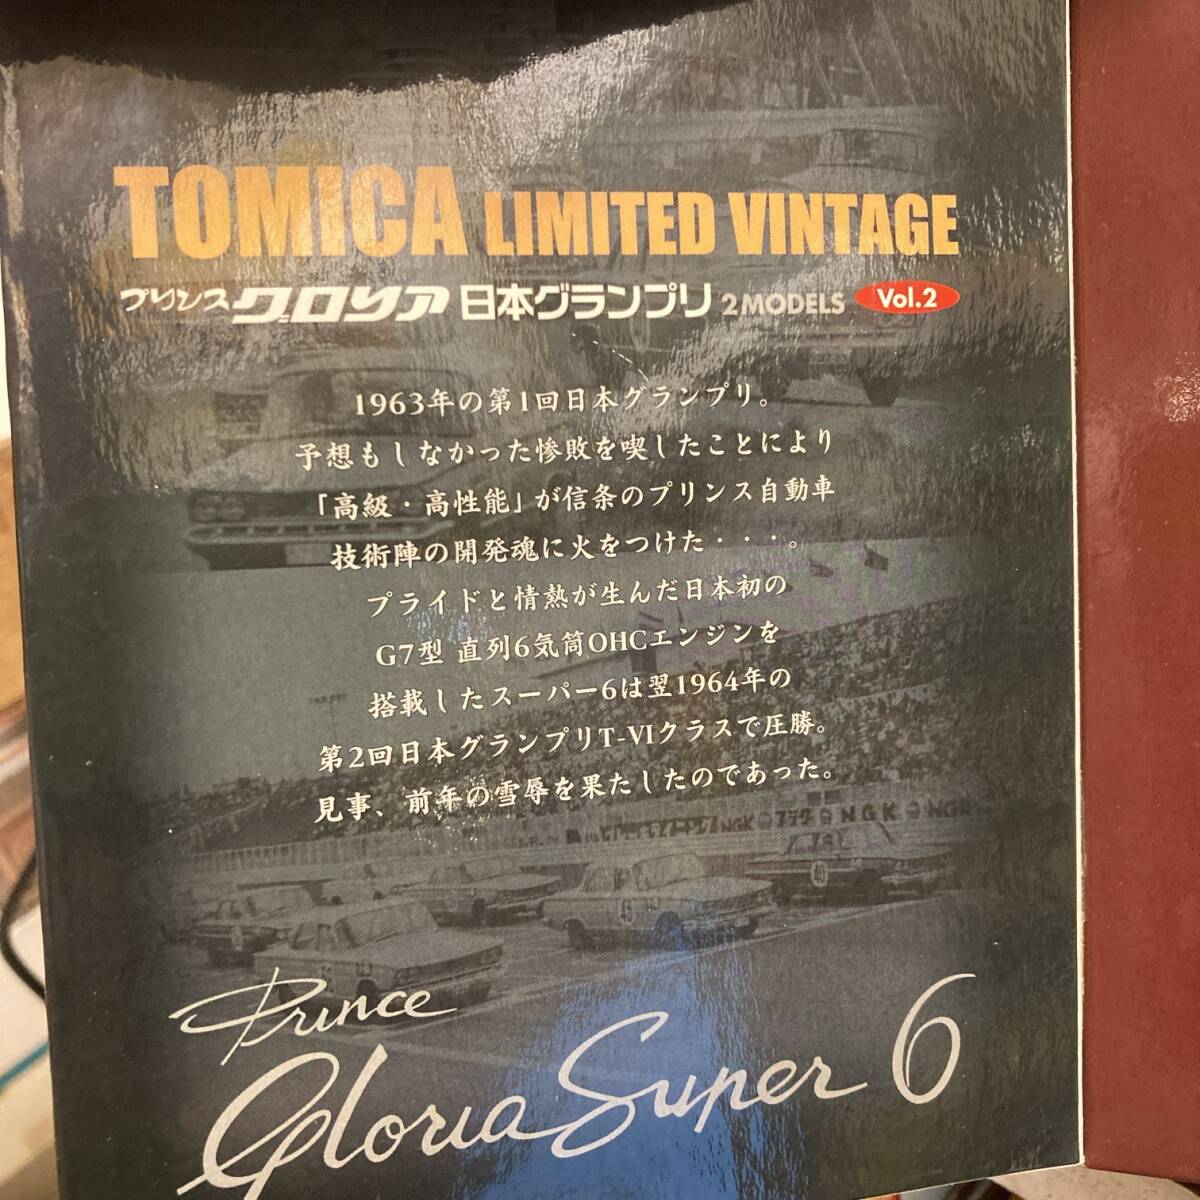 TOMICA LIMITED VINTAGE
プリンス グロリア 日本グランプリ 2MODELS Vol.2
1963年の第1回日本グランプリ。
予想もしなかった惨敗を喫したことにより
「高級・高性能」が信条のプリンス自動車
技術陣の開発魂に火をつけた・・・。
プライドと情熱が生んだ日本初の
G7型 直列6気筒OHCエンジンを
搭載したスーパー6は翌1964年の
第2回日本グランプリT-VIクラスで圧勝。
見事、前年の雪辱を果たしたのであった。
NGK プラグ NGK NGK
43
Prince
Gloria Super 6